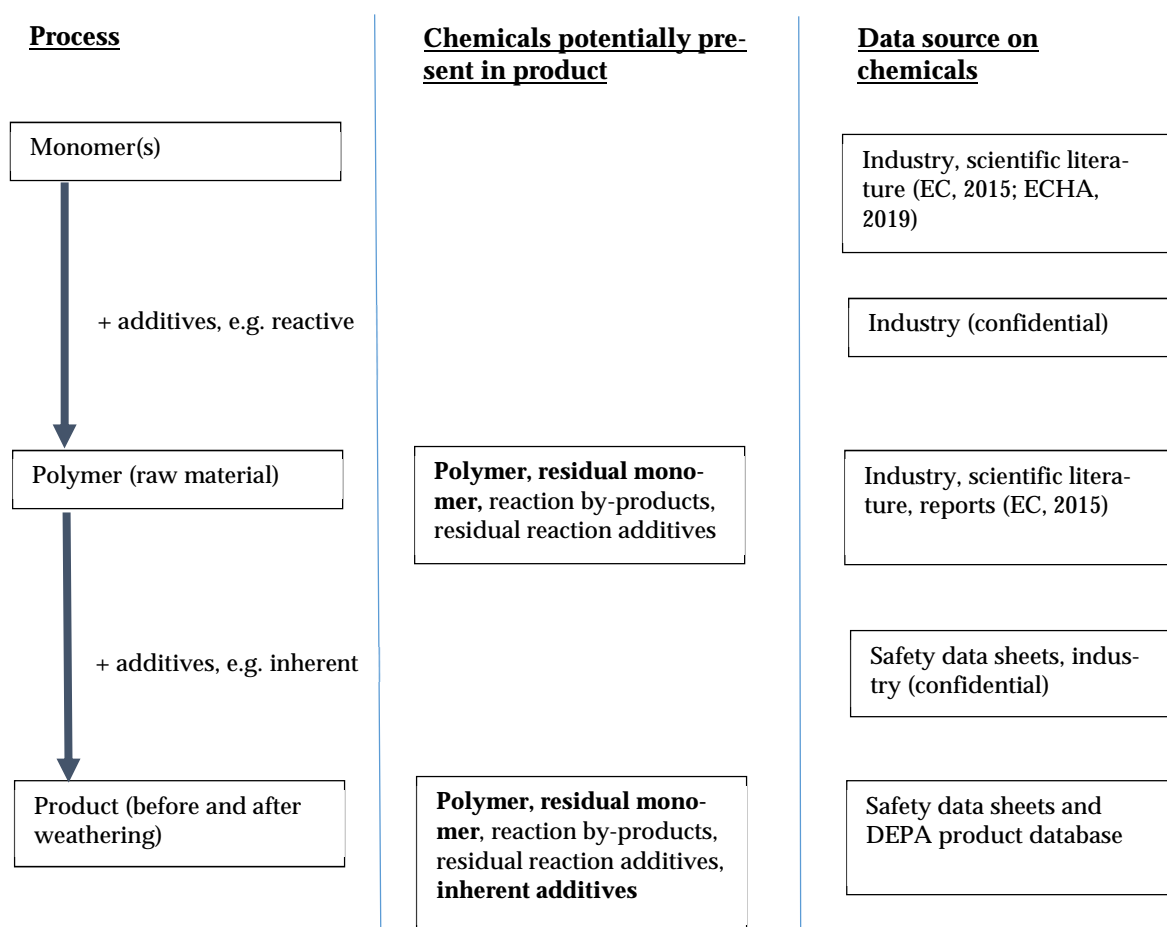 Process
Chemicals potentially pre-
sent in product
Data source on
chemicals
Monomer(s)
Industry, scientific litera-
ture (EC, 2015; ECHA,
2019)
+ additives, e.g. reactive
Industry (confidential)
Polymer (raw material)
Polymer, residual mono-
mer, reaction by-products,
residual reaction additives
Industry, scientific litera-
ture, reports (EC, 2015)
+ additives, e.g. inherent
Safety data sheets, indus-
try (confidential)
Product (before and after
weathering)
Polymer, residual mono-
mer, reaction by-products,
residual reaction additives,
inherent additives
Safety data sheets and
DEPA product database